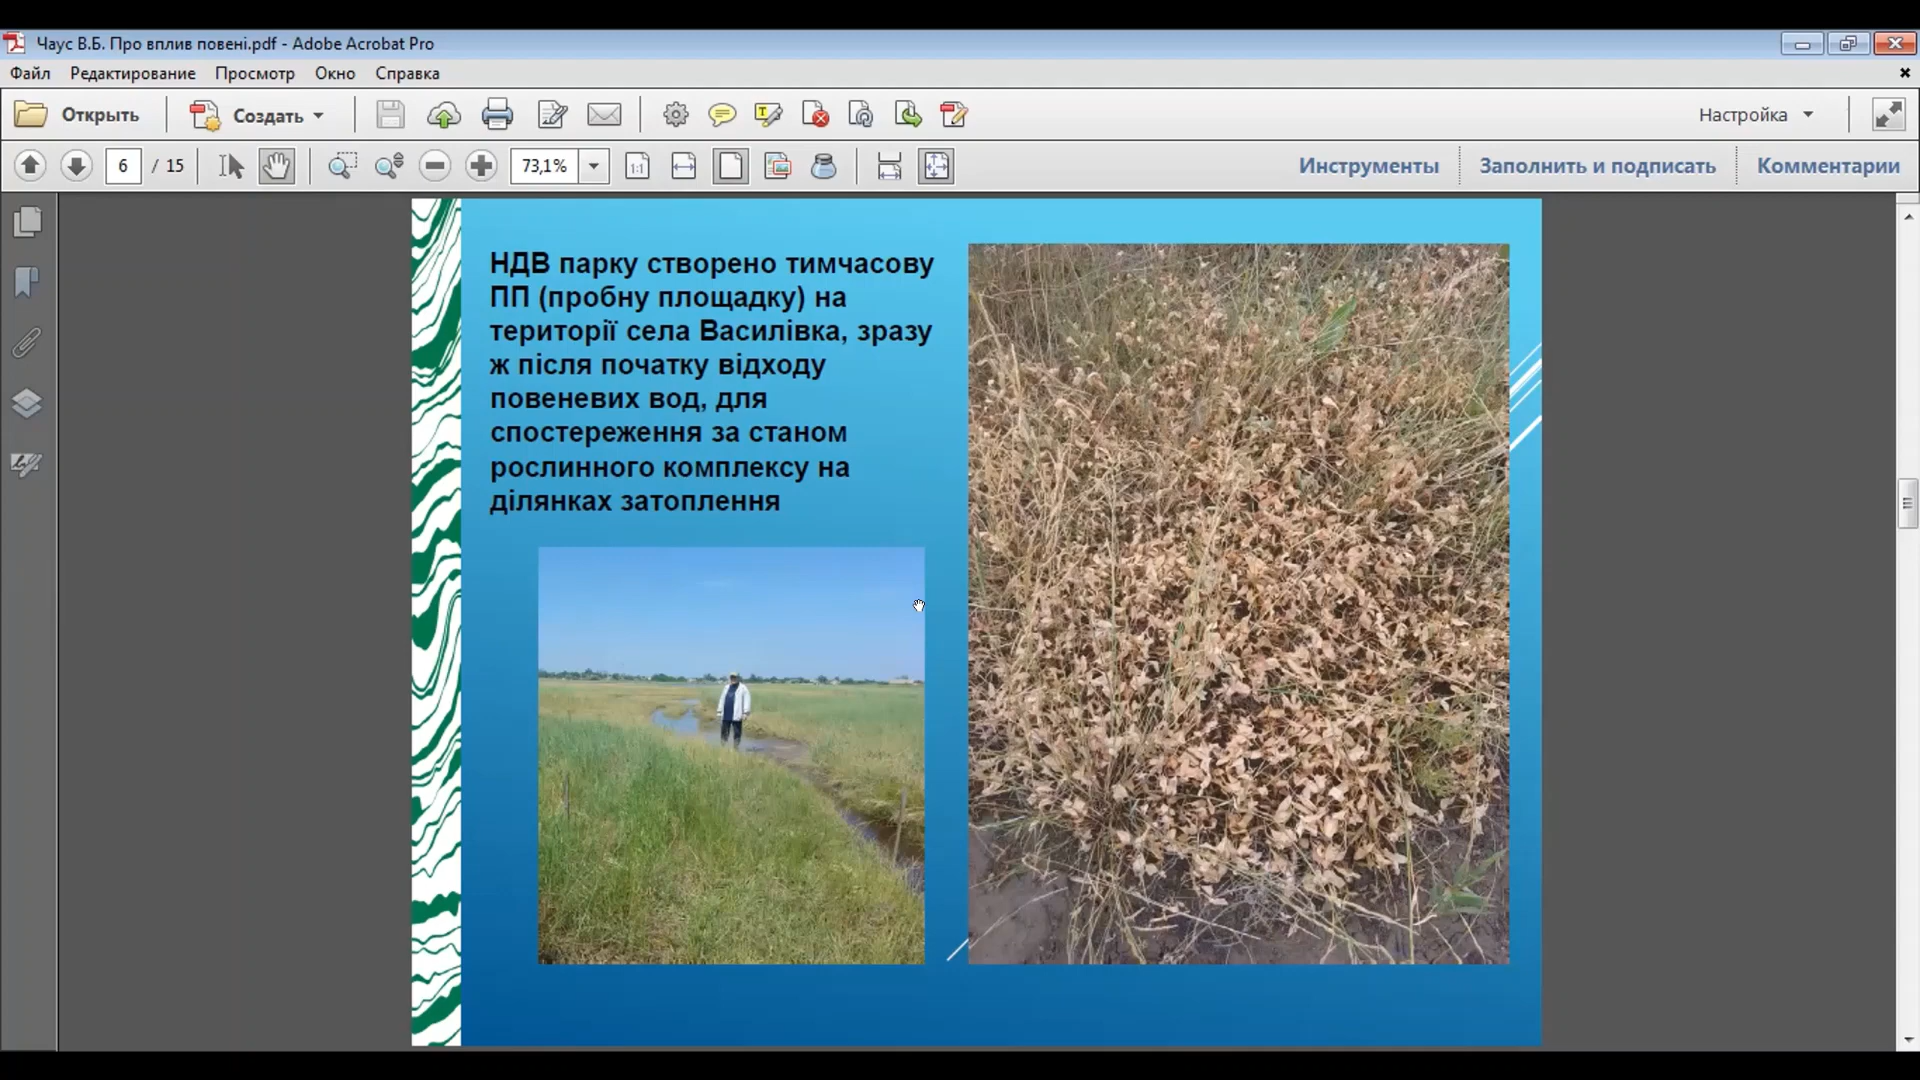 Чаус В.Б. Про вплив повені.pdf - Adobe Acrobat Pro
Файл Редактирование Просмотр Окно Справка
Открыть Создать Настройка
6 / 15 73,1% Инструменты Заполнить и подписать Комментарии
НДВ парку створено тимчасову
ПП (пробну площадку) на
території села Василівка, зразу
ж після початку відходу
повеневих вод, для
спостереження за станом
рослинного комплексу на
ділянках затоплення